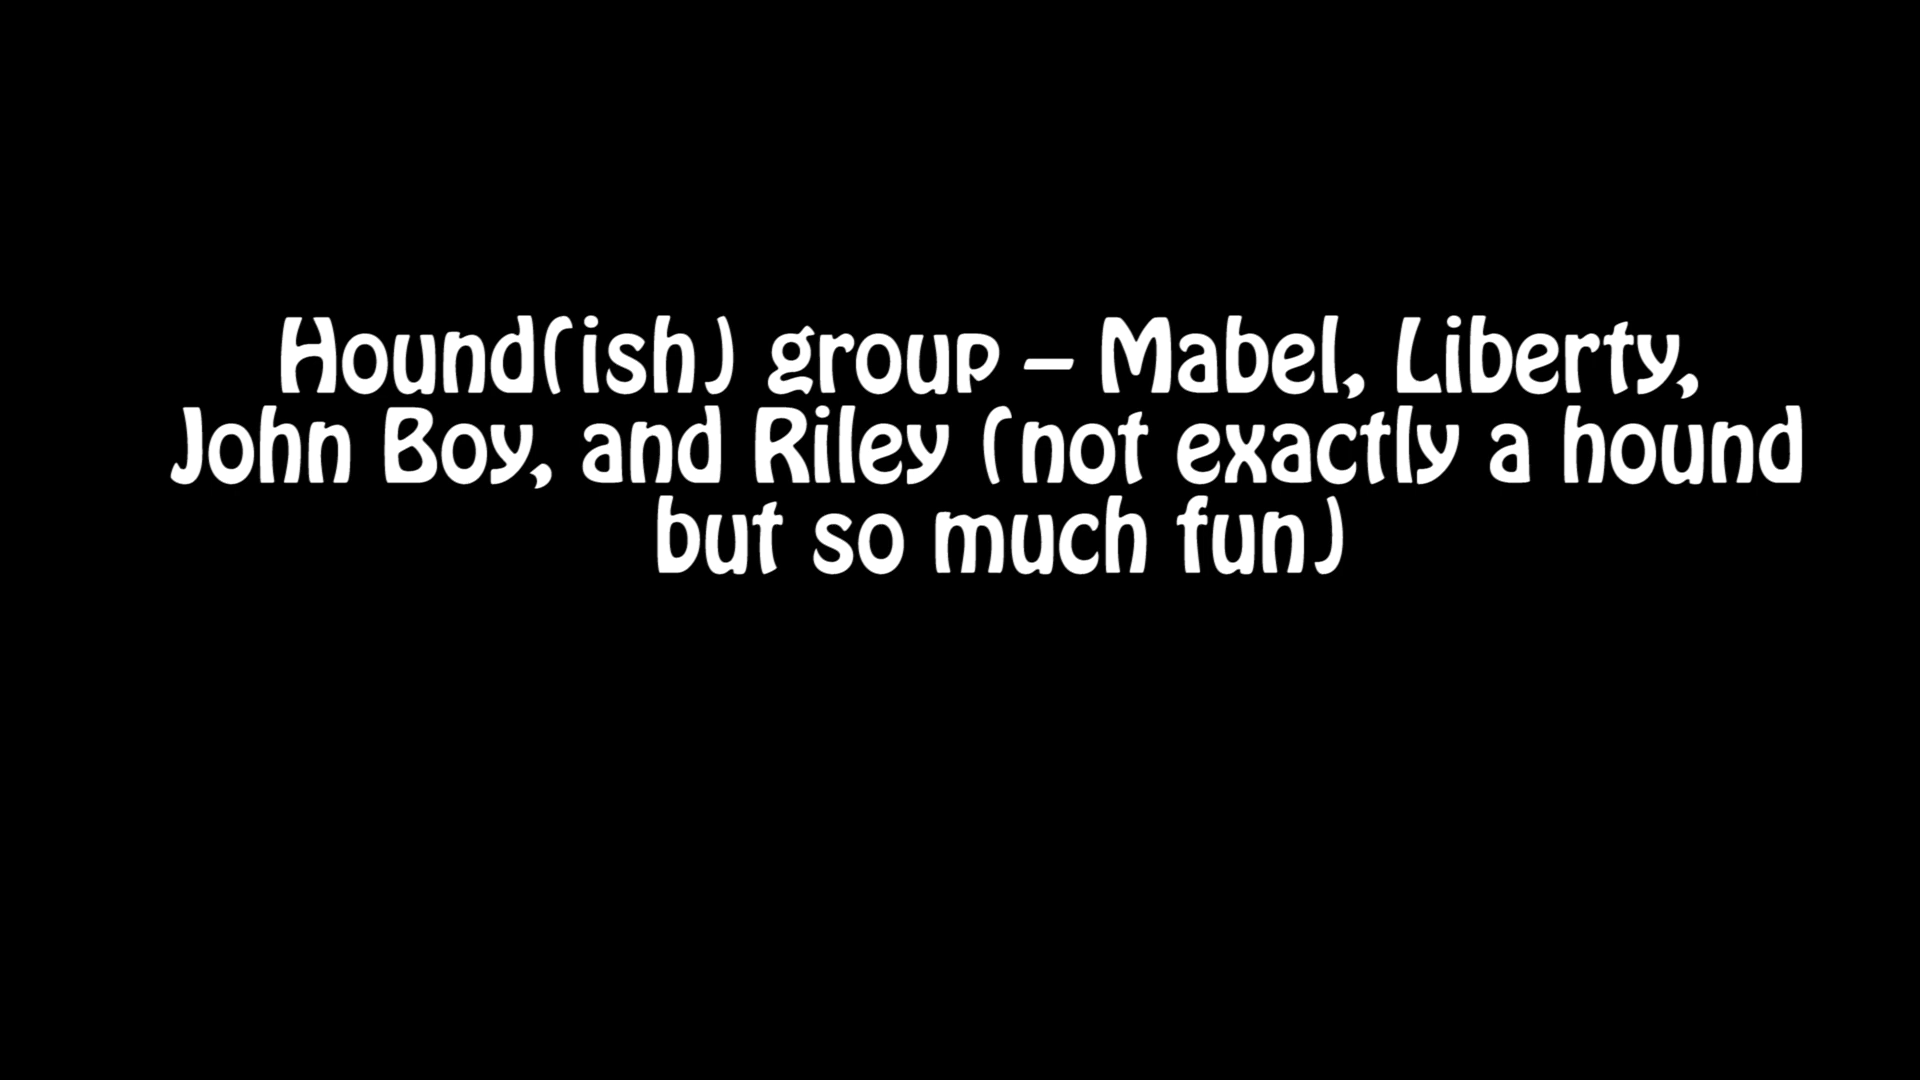 Hound(ish) group – Mabel, Liberty,
John Boy, and Riley (not exactly a hound
but so much fun)